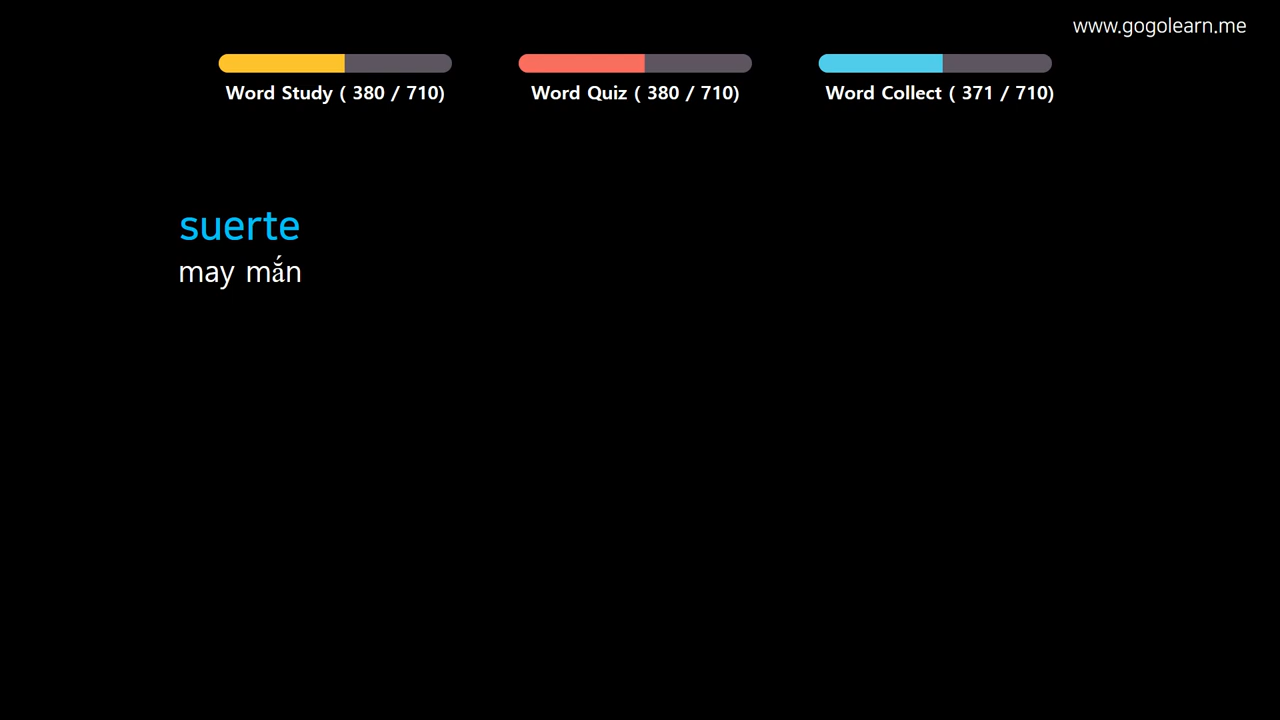 www.gogolearn.me
Word Study ( 380 / 710)
Word Quiz ( 380 / 710)
Word Collect ( 371 / 710)
suerte
may mắn